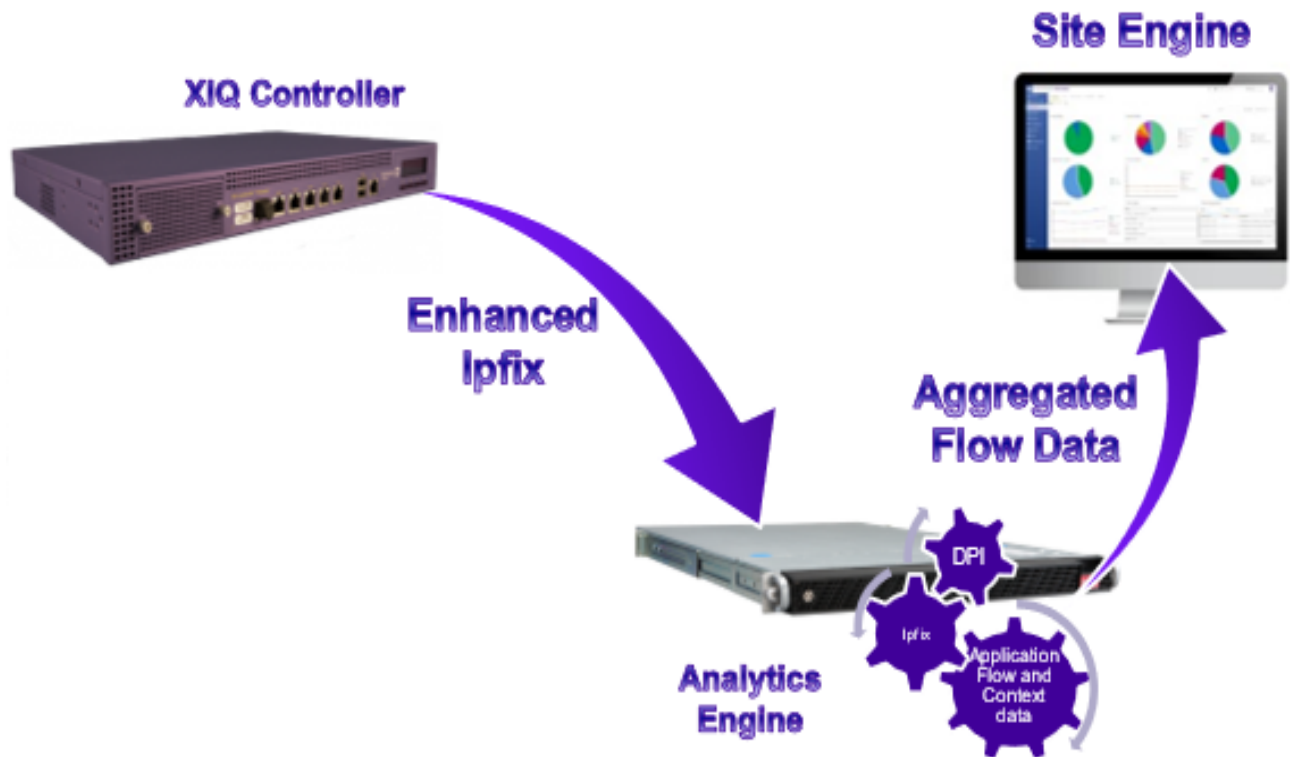 Site Engine
XIQ Controller
Enhanced
Ipfix
Aggregated
Flow Data
DPI
Ipfix
Application
Flow and
Context
data
Analytics
Engine